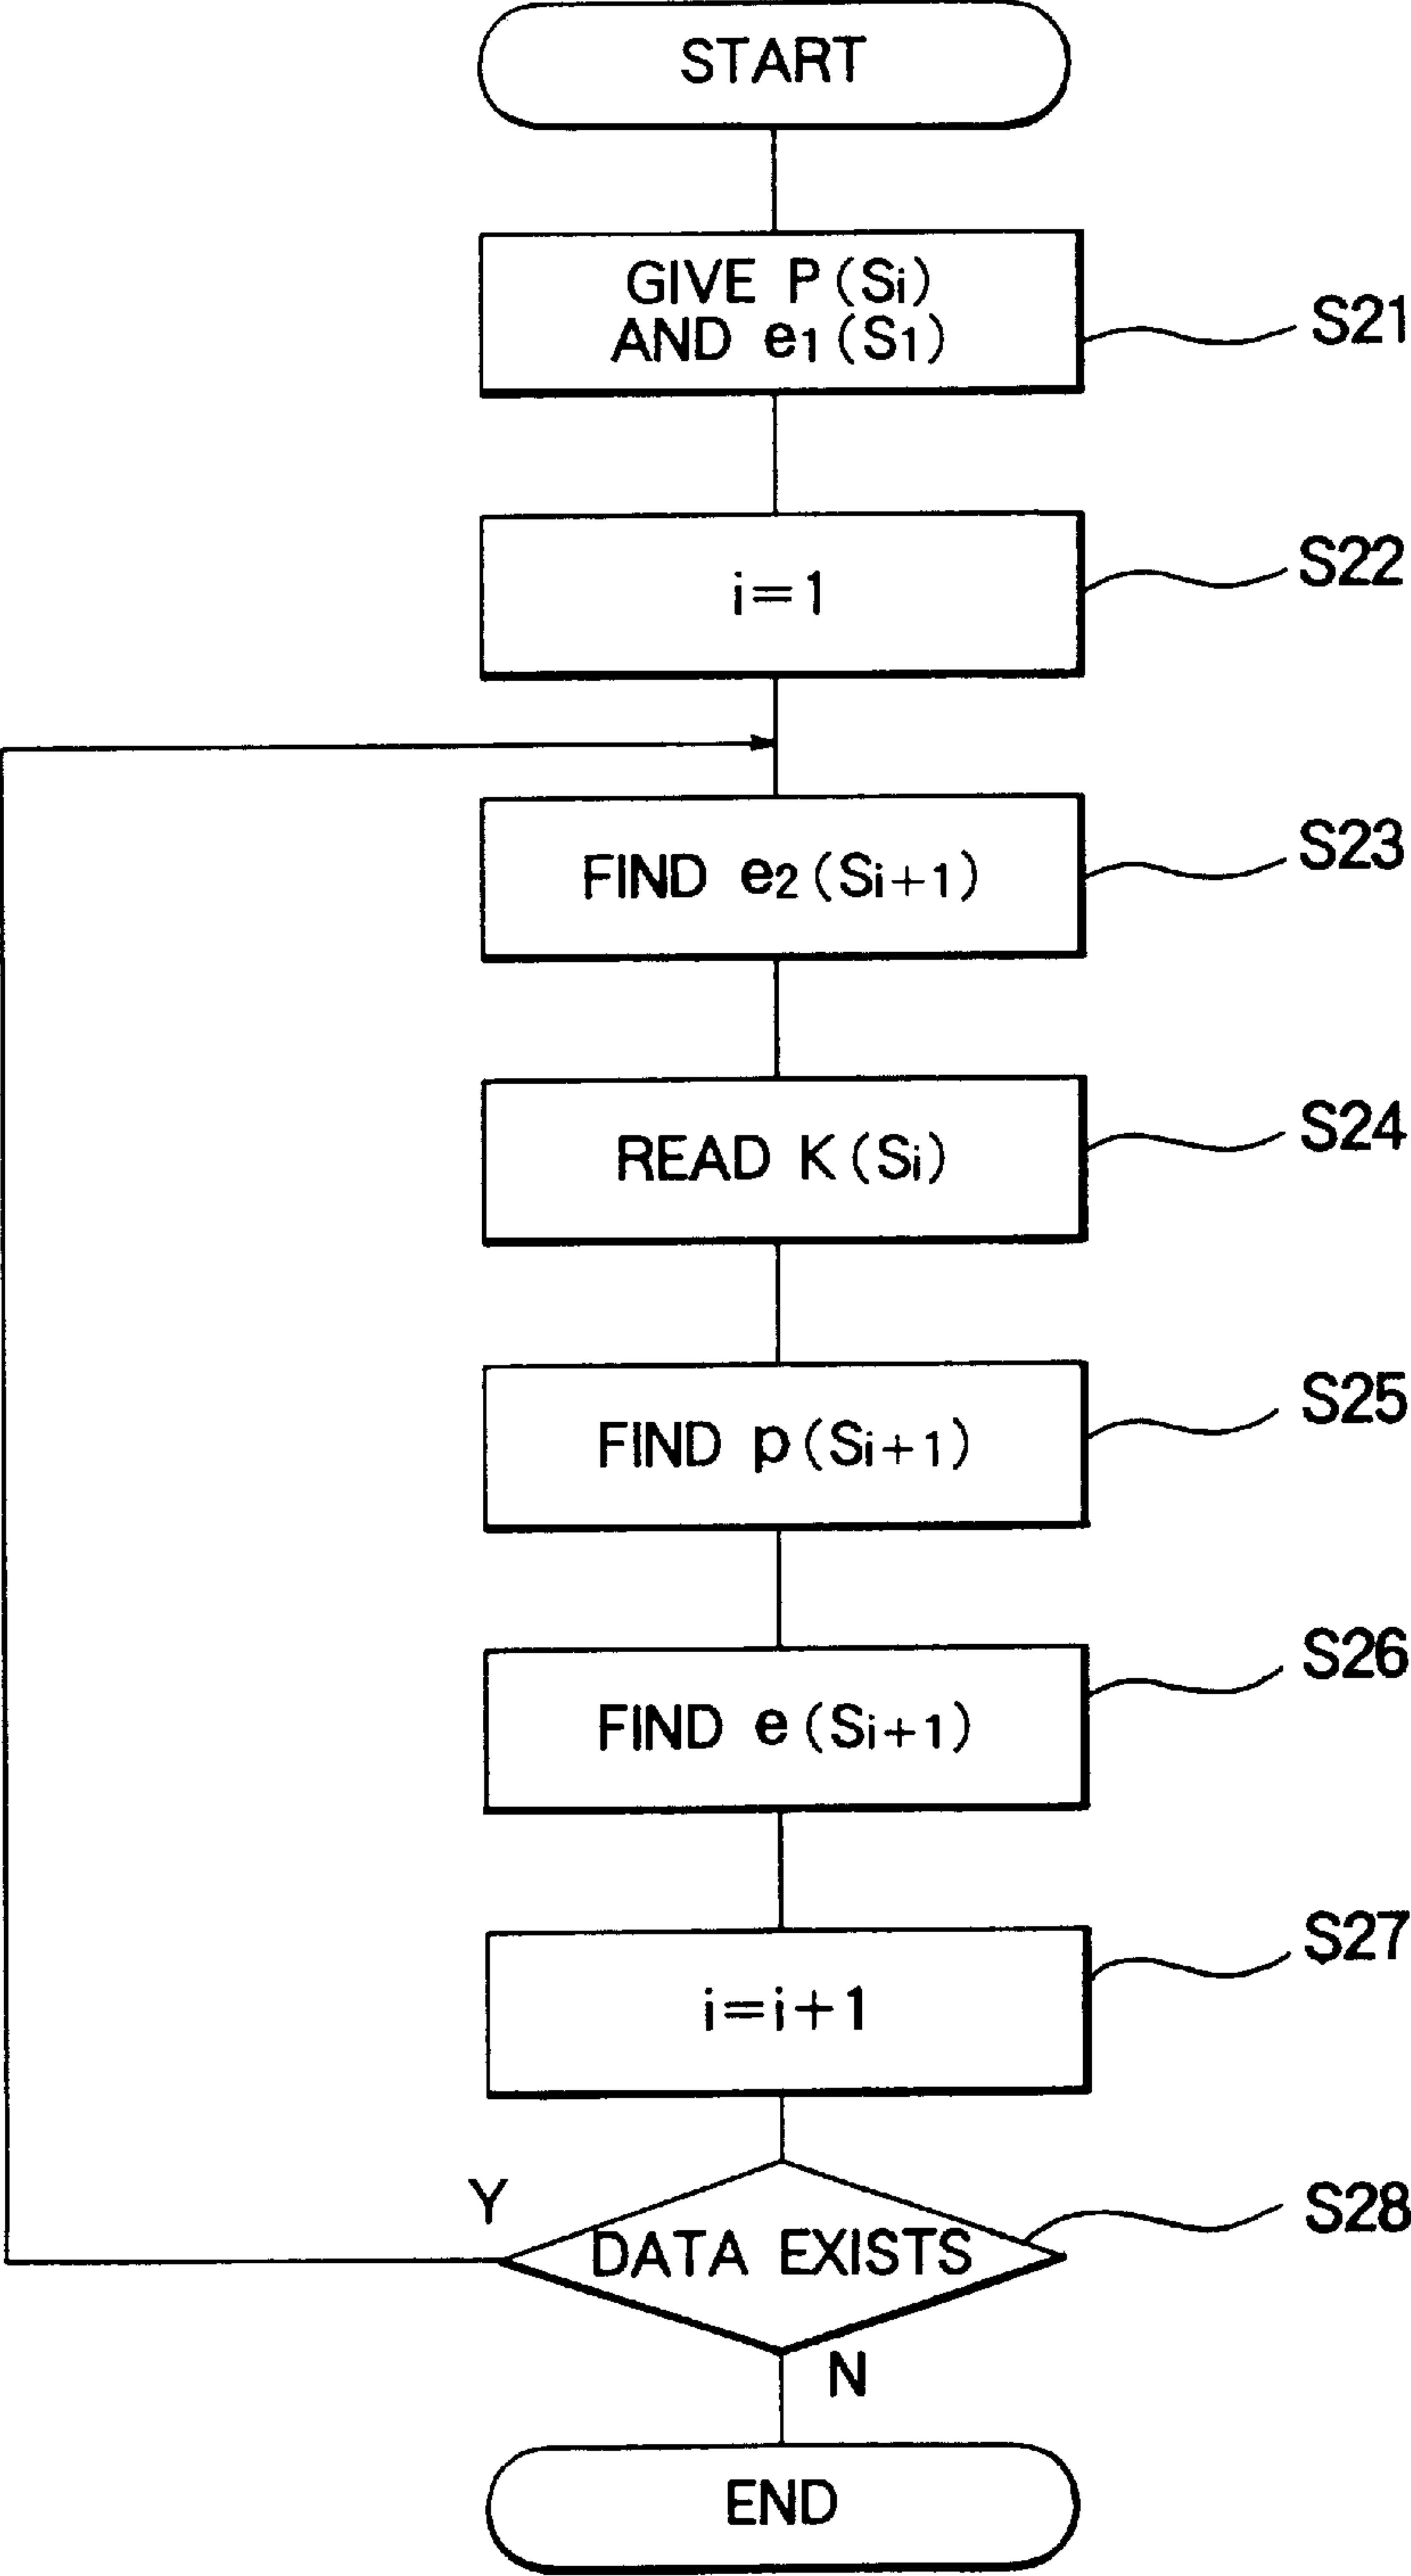 START
GIVE P(Si)
AND e1(S1)
S21
i=1
S22
FIND e2(Si+1)
S23
READ K(Si)
S24
FIND p(Si+1)
S25
FIND e(Si+1)
S26
i=i+1
S27
Y
DATA EXISTS
S28
N
END